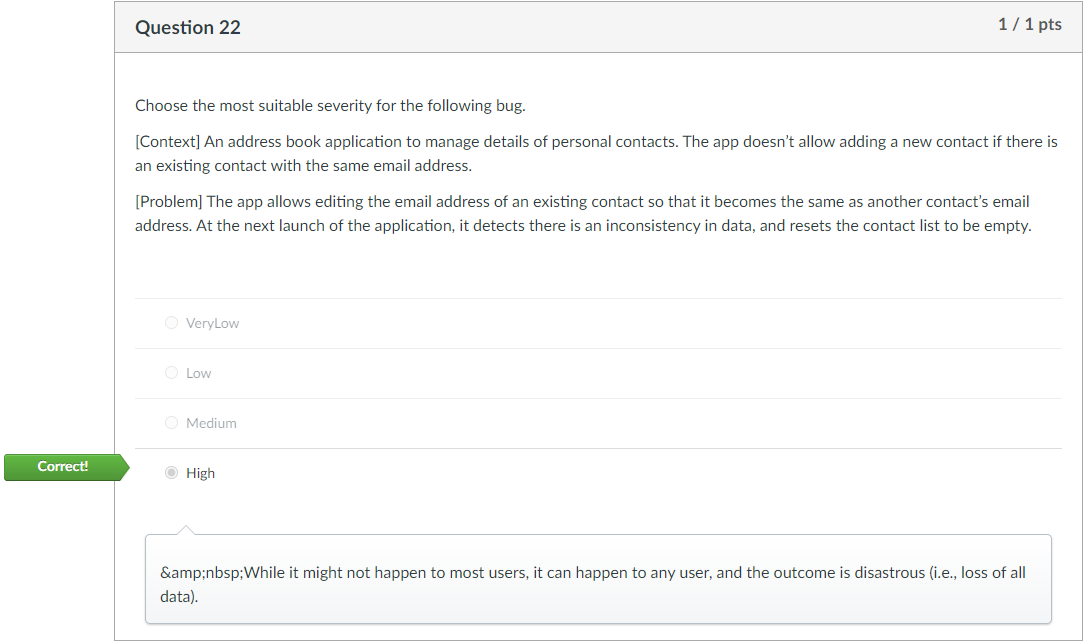 Question 22
1 / 1 pts
Choose the most suitable severity for the following bug.
[Context] An address book application to manage details of personal contacts. The app doesn’t allow adding a new contact if there is
an existing contact with the same email address.
[Problem] The app allows editing the email address of an existing contact so that it becomes the same as another contact’s email
address. At the next launch of the application, it detects there is an inconsistency in data, and resets the contact list to be empty.
VeryLow
Low
Medium
Correct!
High
&amp;nbsp;While it might not happen to most users, it can happen to any user, and the outcome is disastrous (i.e., loss of all
data).